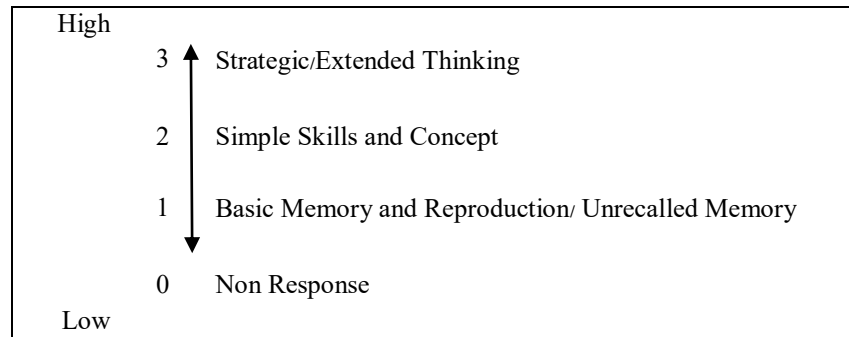 High
3 Strategic/Extended Thinking
2 Simple Skills and Concept
1 Basic Memory and Reproduction/ Unrecalled Memory
0 Non Response
Low